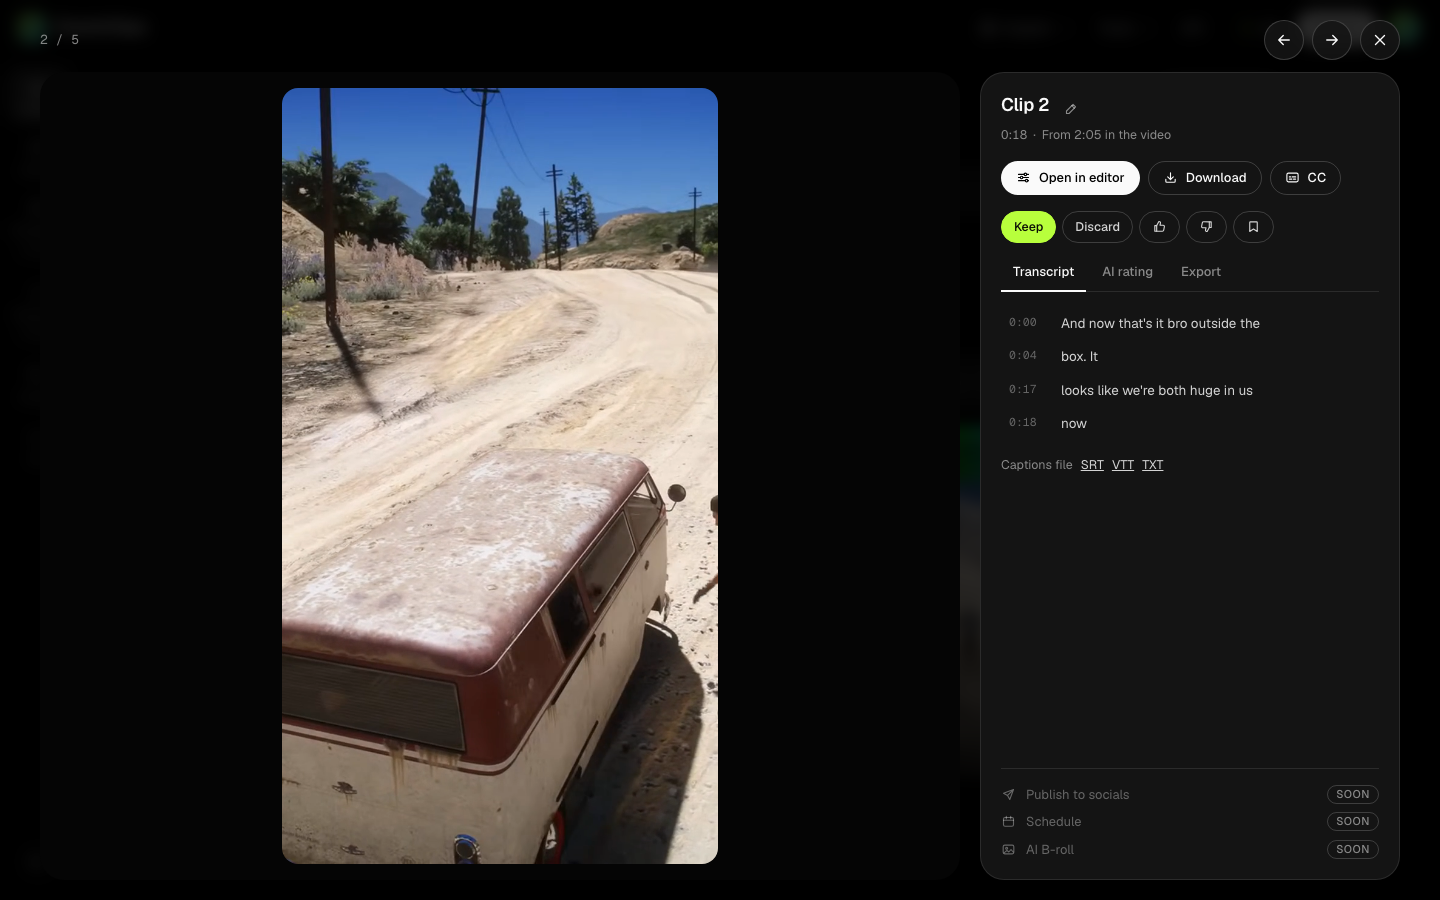 2 / 5
Clip 2
0:18 · From 2:05 in the video
Open in editor
Download
CC
Keep
Discard
Transcript
AI rating
Export
0:00 And now that's it bro outside the
0:04 box. It
0:17 looks like we're both huge in us
0:18 now
Captions file SRT VTT TXT
Publish to socials SOON
Schedule SOON
AI B-roll SOON